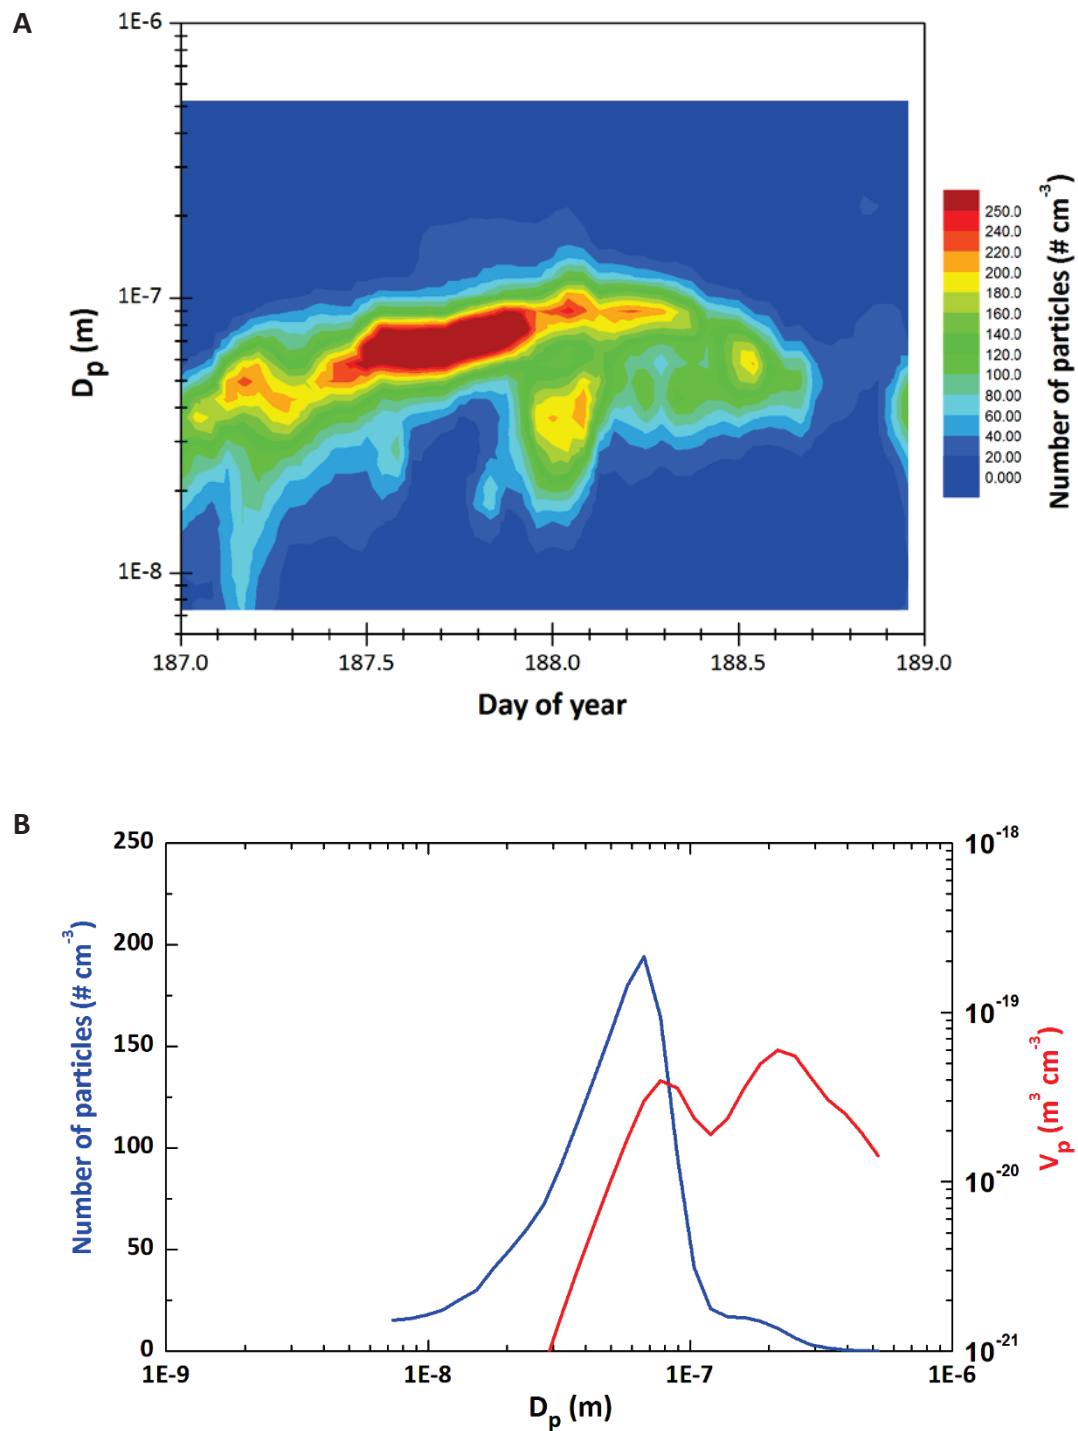 A
1E-6
1E-7
1E-8
Dp (m)
187.0
187.5
188.0
188.5
189.0
Day of year
250.0
240.0
220.0
200.0
180.0
160.0
140.0
120.0
100.0
80.00
60.00
40.00
20.00
0.000
Number of particles (# cm-3)
B
250
200
150
100
50
0
Number of particles (# cm-3)
10-18
10-19
10-20
10-21
Vp (m3 cm-3)
1E-9
1E-8
1E-7
1E-6
Dp (m)